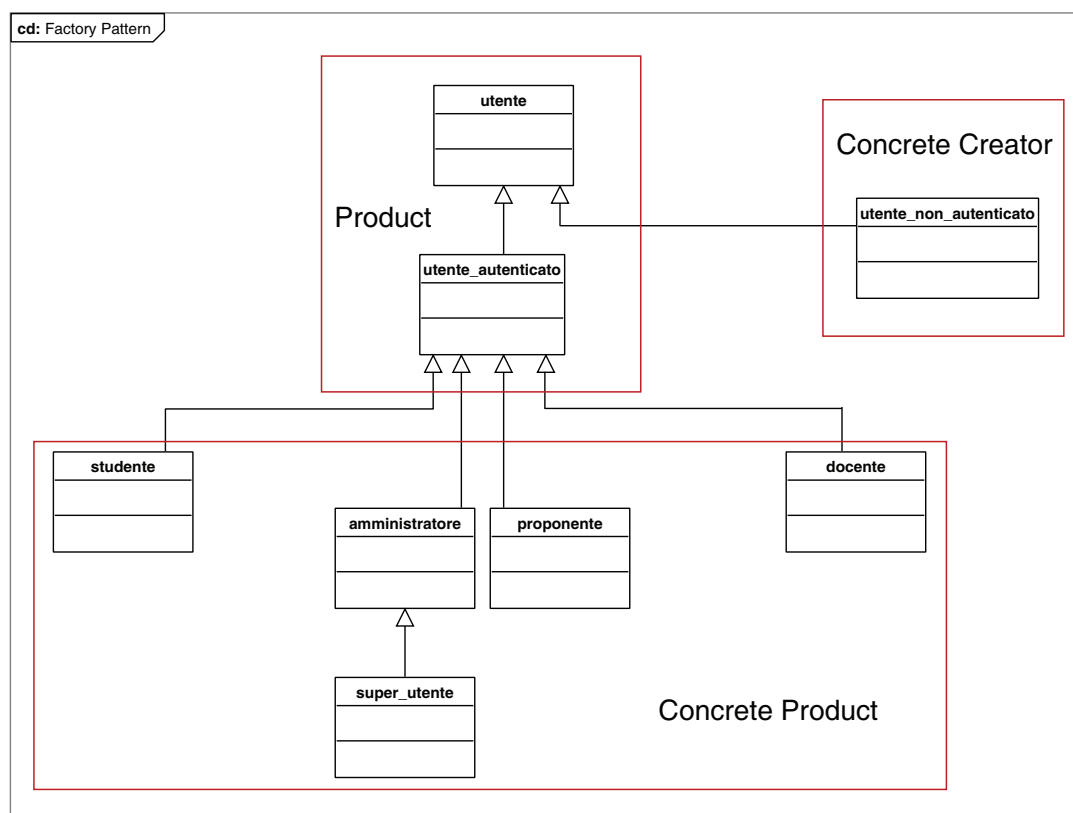 cd: Factory Pattern
utente
Concrete Creator
Product
utente_non_autenticato
utente_autenticato
studente
docente
amministratore
proponente
super_utente
Concrete Product